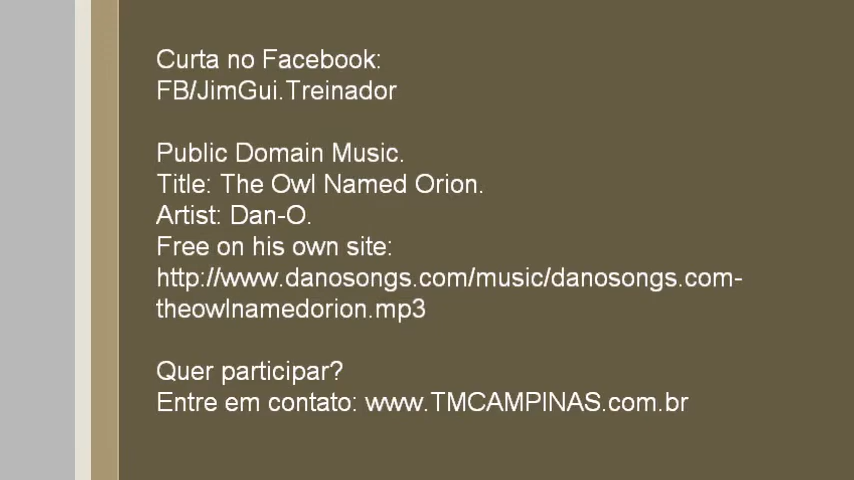 Curta no Facebook:
FB/JimGui.Treinador
Public Domain Music.
Title: The Owl Named Orion.
Artist: Dan-O.
Free on his own site:
http://www.danosongs.com/music/danosongs.com-
theowlnamedorion.mp3
Quer participar?
Entre em contato: www.TMCAMPINAS.com.br